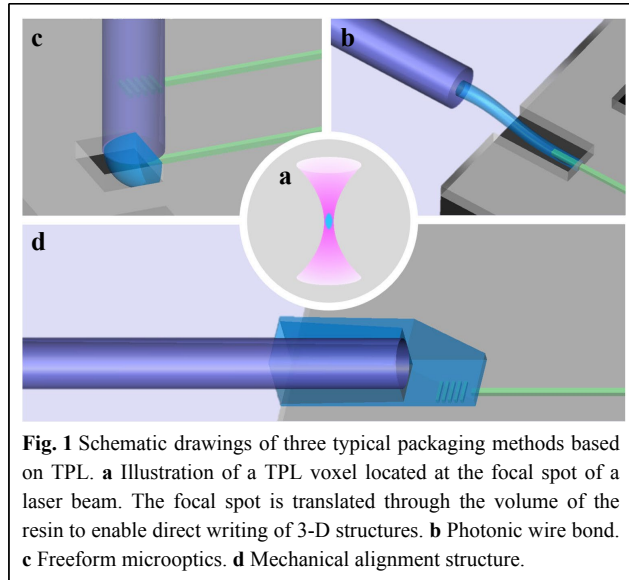 c
b
a
d
Fig. 1 Schematic drawings of three typical packaging methods based
on TPL. a Illustration of a TPL voxel located at the focal spot of a
laser beam. The focal spot is translated through the volume of the
resin to enable direct writing of 3-D structures. b Photonic wire bond.
c Freeform microoptics. d Mechanical alignment structure.